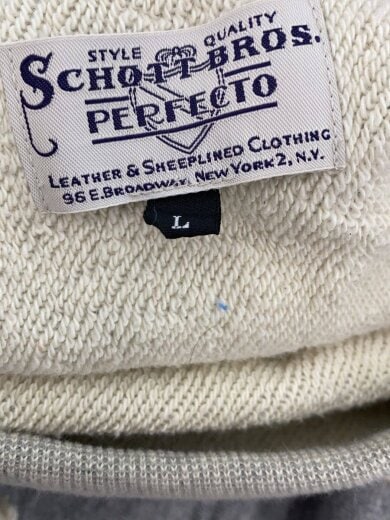 STYLE QUALITY
SCHOTT BROS.
PERFECTO
LEATHER & SHEEPLINED CLOTHING
96 E. BROADWAY, NEW YORK 2, N.Y.
L